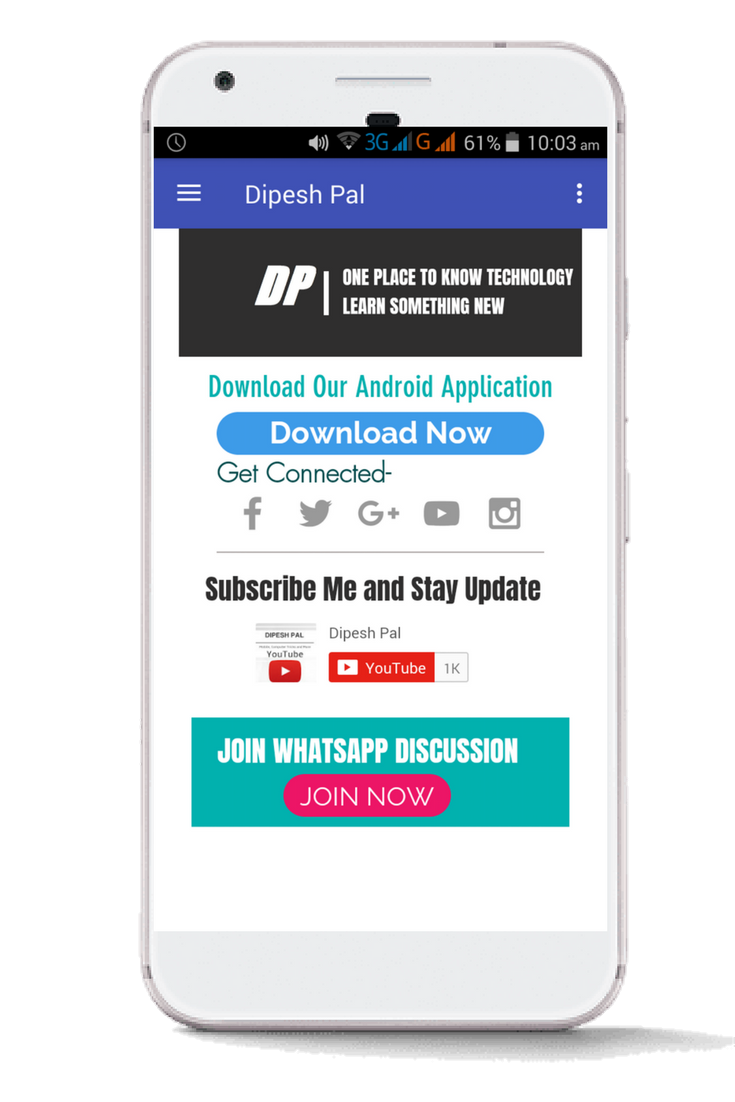 3G G 61% 10:03 am
Dipesh Pal
DP
ONE PLACE TO KNOW TECHNOLOGY
LEARN SOMETHING NEW
Download Our Android Application
Download Now
Get Connected-
G+
Subscribe Me and Stay Update
DIPESH PAL
YouTube
Dipesh Pal
YouTube 1K
JOIN WHATSAPP DISCUSSION
JOIN NOW